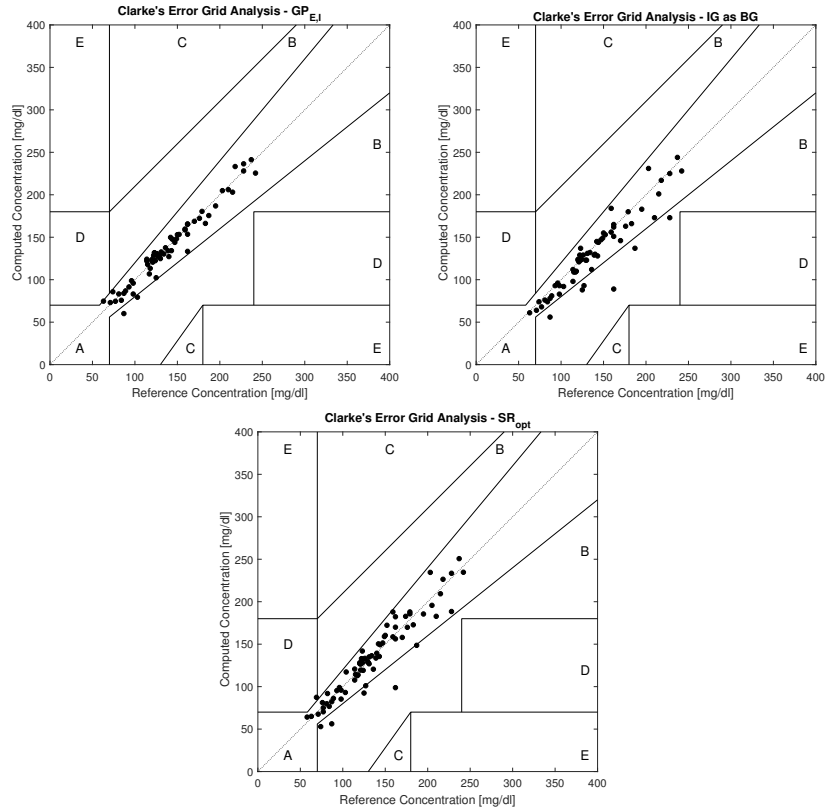 Clarke's Error Grid Analysis - GP_E,I
Computed Concentration [mg/dl]
400
350
300
250
200
150
100
50
0
E
C
B
B
D
D
A
C
E
0 50 100 150 200 250 300 350 400
Reference Concentration [mg/dl]
Clarke's Error Grid Analysis - IG as BG
Computed Concentration [mg/dl]
400
350
300
250
200
150
100
50
0
E
C
B
B
D
D
A
C
E
0 50 100 150 200 250 300 350 400
Reference Concentration [mg/dl]
Clarke's Error Grid Analysis - SR_opt
Computed Concentration [mg/dl]
400
350
300
250
200
150
100
50
0
E
C
B
B
D
D
A
C
E
0 50 100 150 200 250 300 350 400
Reference Concentration [mg/dl]